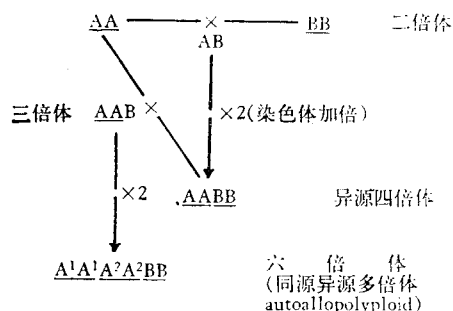 AA × BB 二倍体
AB
三倍体 AAB × ×2(染色体加倍)
×2 .AABB 异源四倍体
A¹A¹A²A²BB 六倍体
(同源异源多倍体
autoallopolyploid)